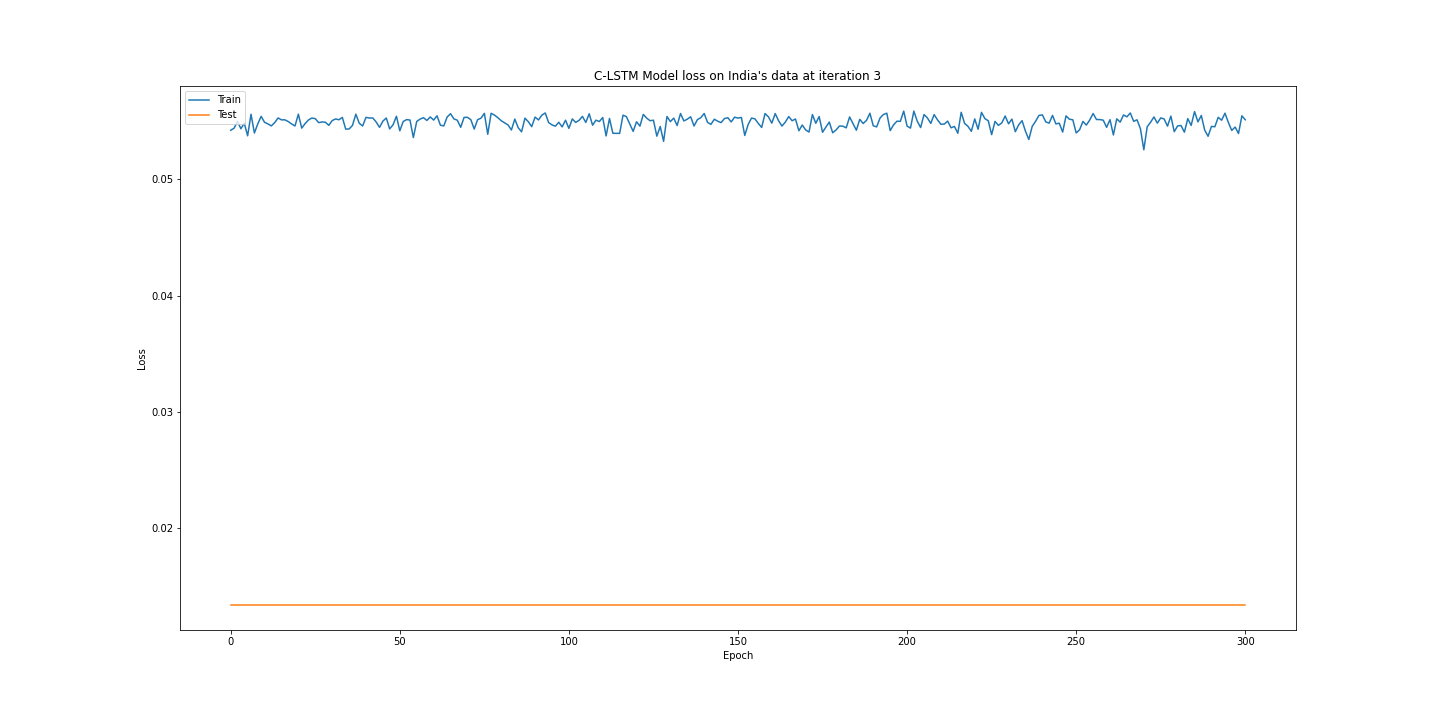 C-LSTM Model loss on India's data at iteration 3
Train
Test
0.05
0.04
0.03
0.02
Loss
0 50 100 150 200 250 300
Epoch